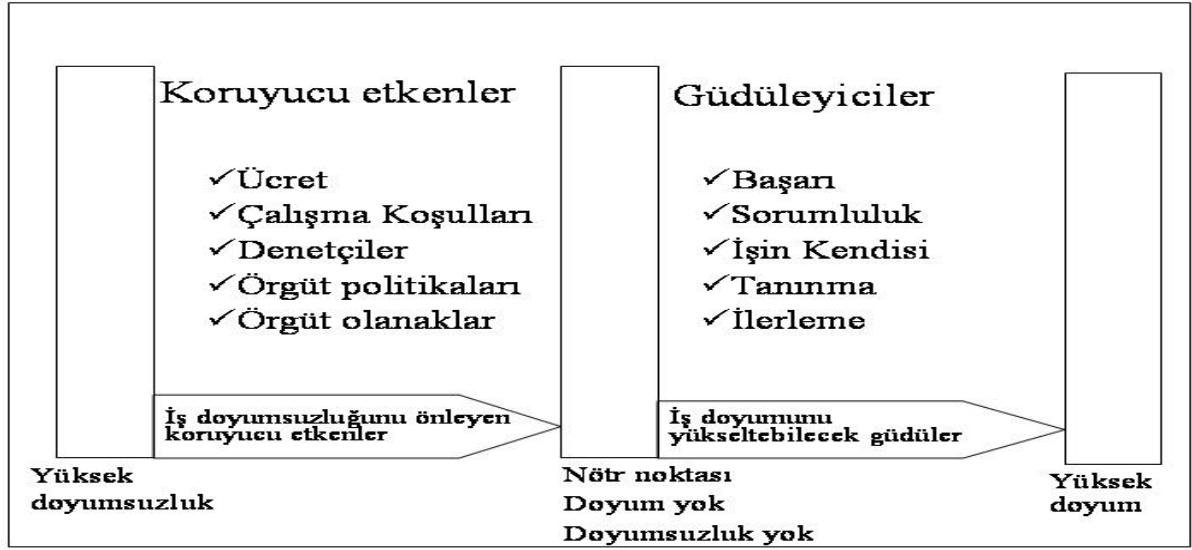 Koruyucu etkenler
✓Ücret
✓Çalışma Koşulları
✓Denetçiler
✓Örgüt politikaları
✓Örgüt olanaklar
İş doyumsuzluğunu önleyen
koruyucu etkenler
Güdüleyiciler
✓Başarı
✓Sorumluluk
✓İşin Kendisi
✓Tanınma
✓İlerleme
İş doyumunu
yükseltebilecek güdüler
Yüksek
doyumsuzluk
Nötr noktası
Doyum yok
Doyumsuzluk yok
Yüksek
doyum